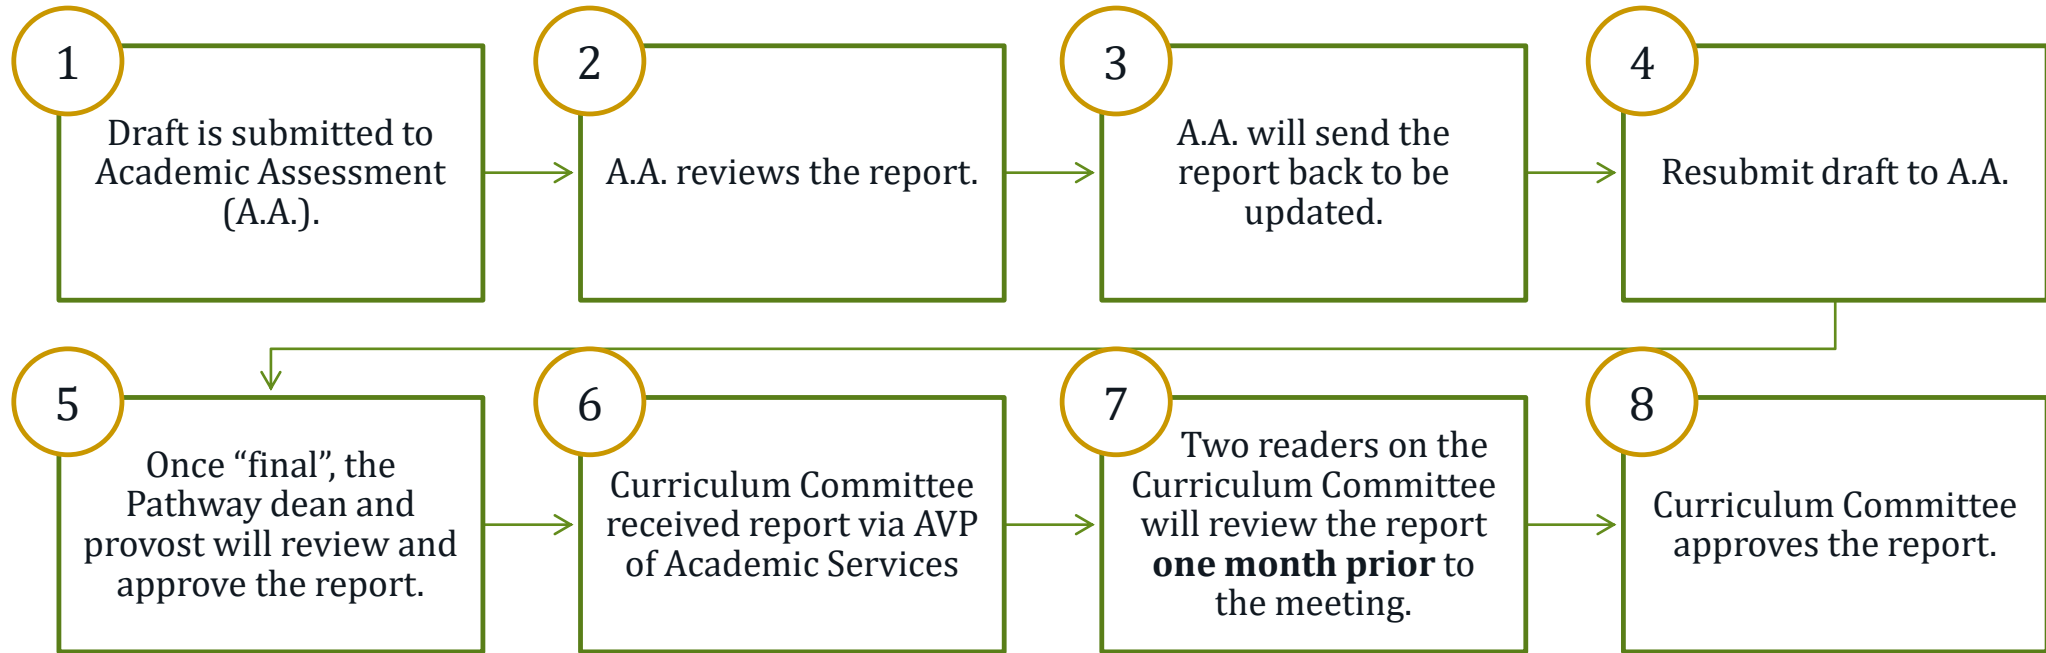 1
Draft is submitted to
Academic Assessment
(A.A.).
2
A.A. reviews the report.
3
A.A. will send the
report back to be
updated.
4
Resubmit draft to A.A.
5
Once “final”, the
Pathway dean and
provost will review and
approve the report.
6
Curriculum Committee
received report via AVP
of Academic Services
7
Two readers on the
Curriculum Committee
will review the report
one month prior to
the meeting.
8
Curriculum Committee
approves the report.